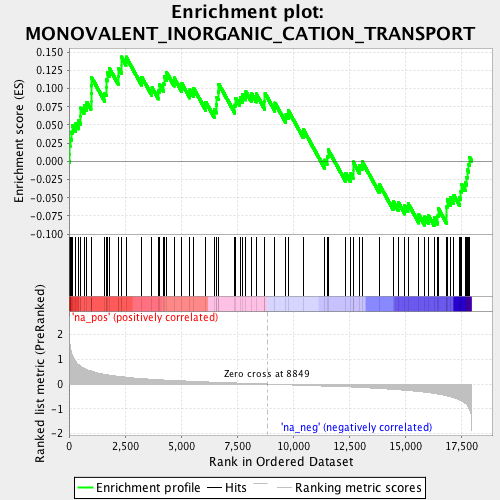 Enrichment plot:
MONOVALENT_INORGANIC_CATION_TRANSPORT
Enrichment score (ES)
0.150
0.125
0.100
0.075
0.050
0.025
0.000
-0.025
-0.050
-0.075
-0.100
'na_pos' (positively correlated)
Ranked list metric (PreRanked)
2
1
0
-1
-2
Zero cross at 8849
'na_neg' (negatively correlated)
0
2,500
5,000
7,500
10,000
12,500
15,000
17,500
Rank in Ordered Dataset
Enrichment profile
Hits
Ranking metric scores